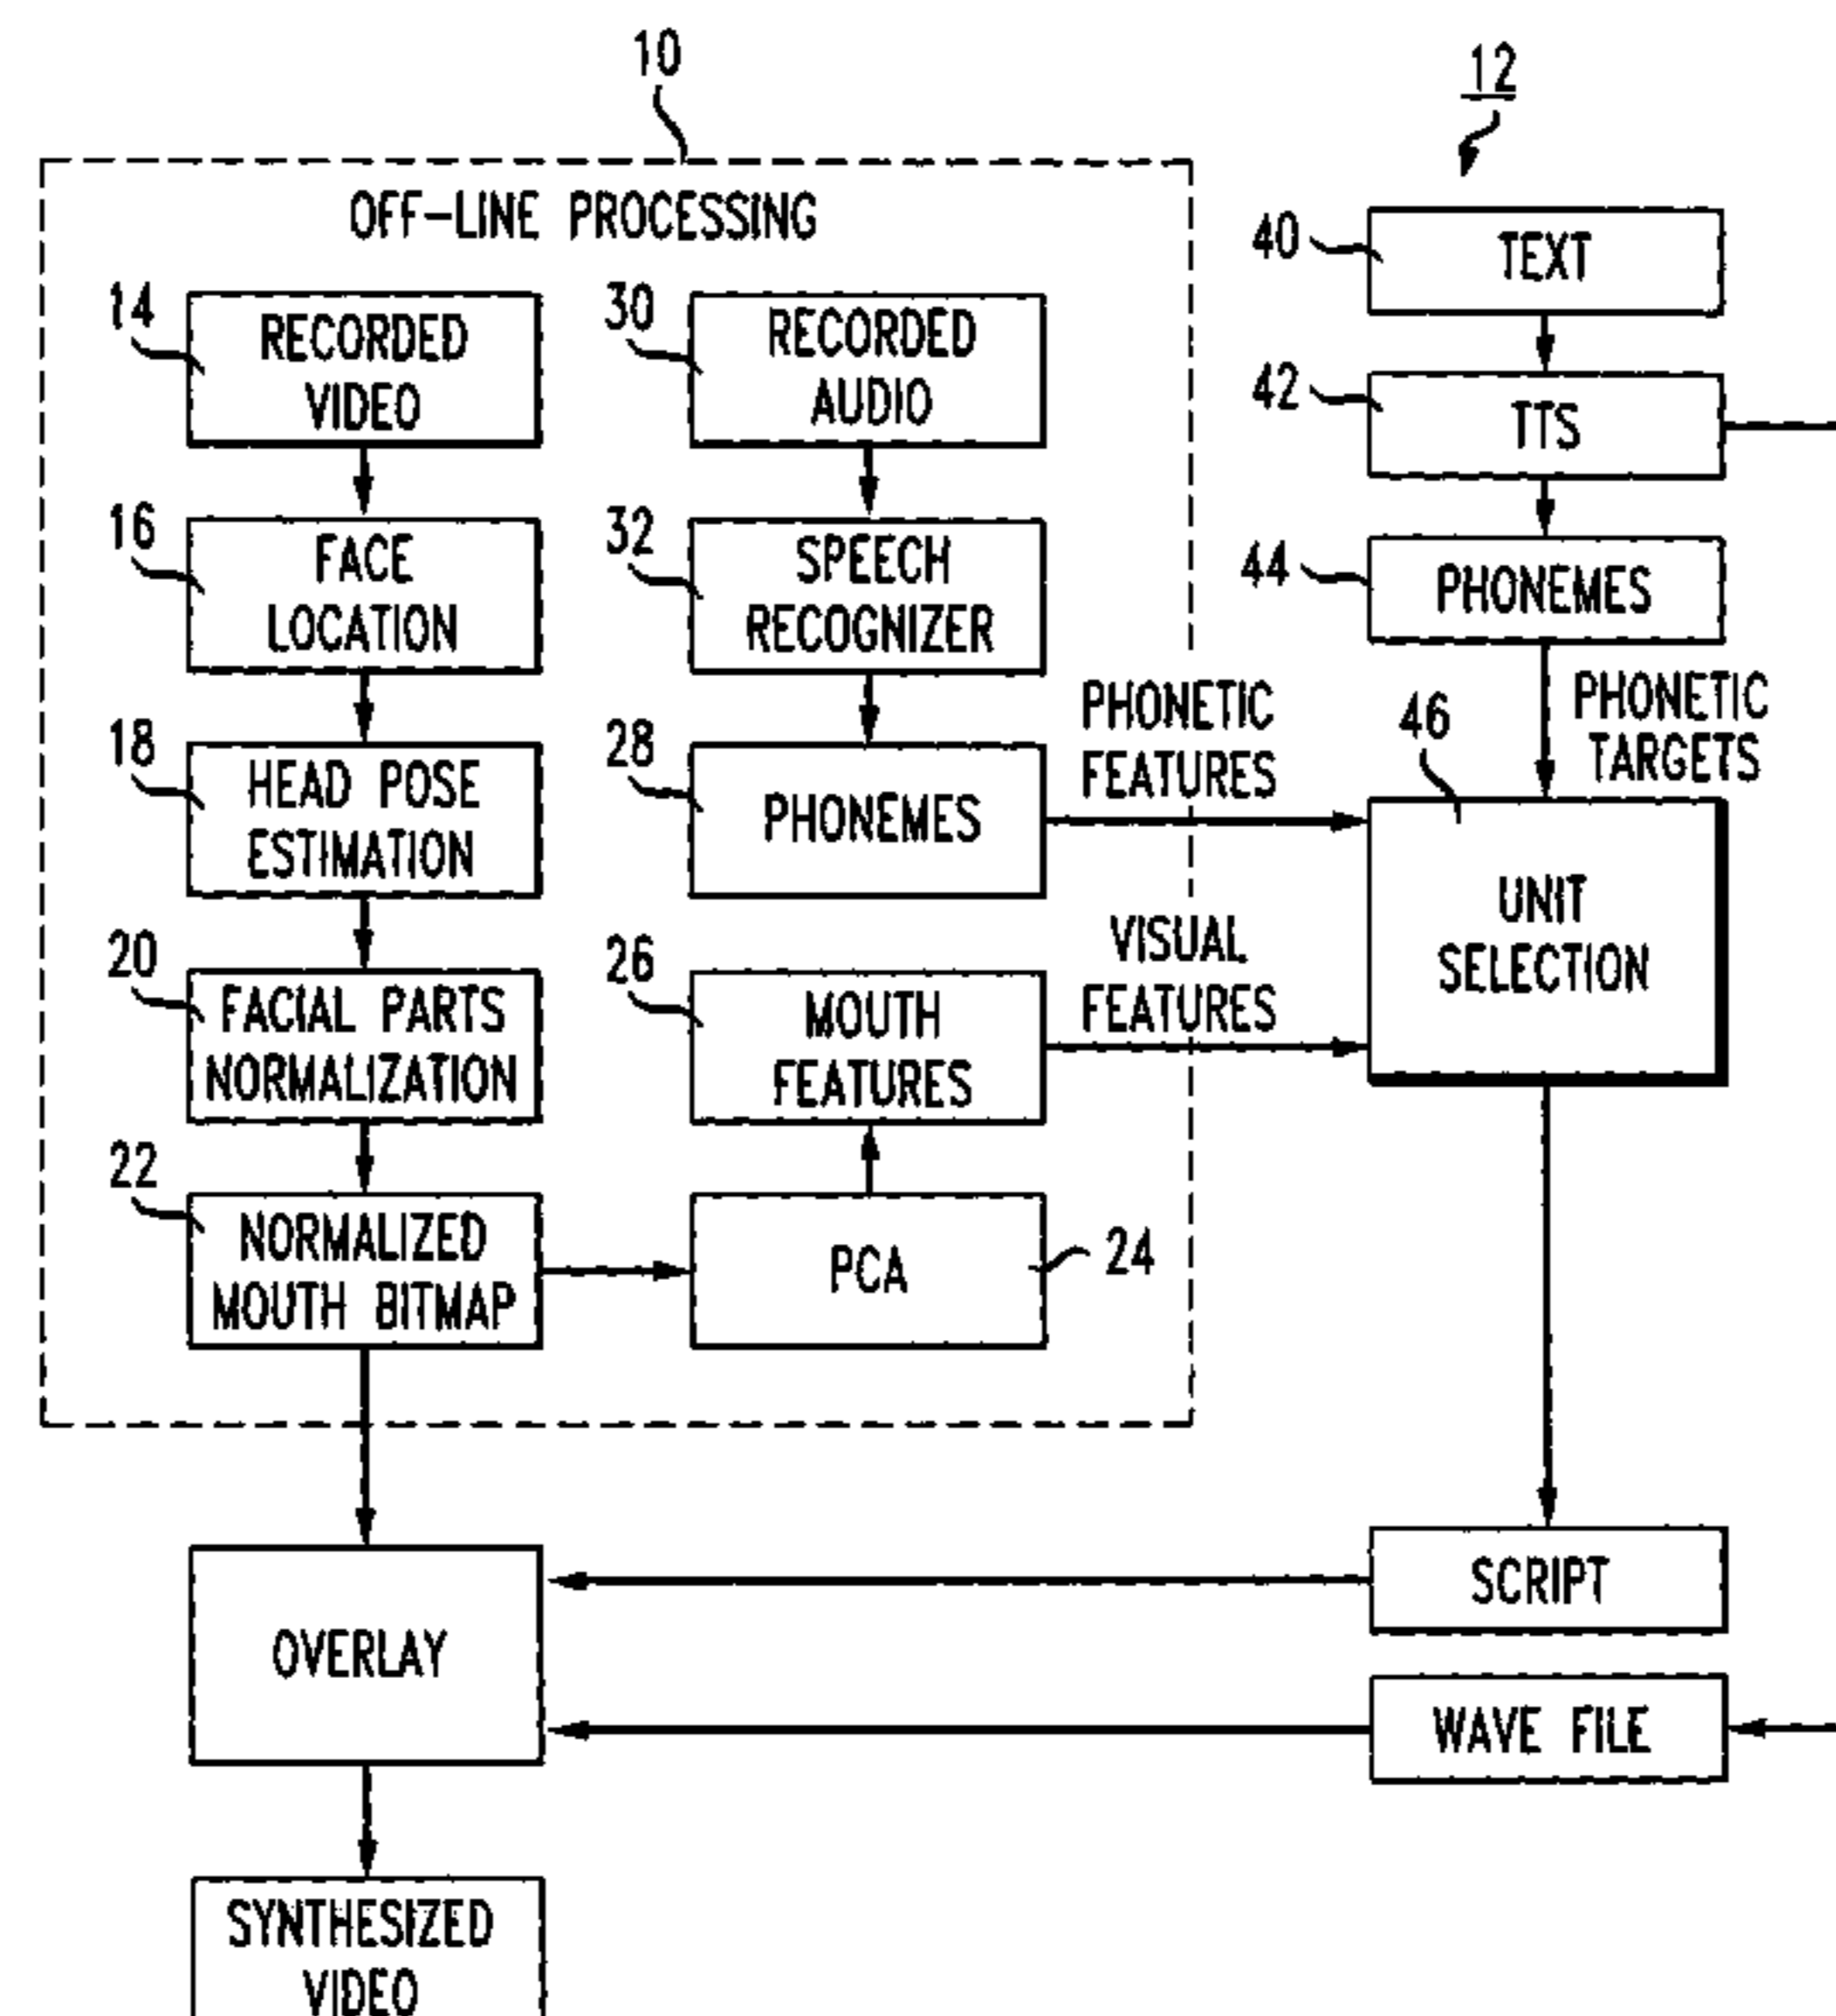 10
12
OFF-LINE PROCESSING
14
RECORDED
VIDEO
16
FACE
LOCATION
18
HEAD POSE
ESTIMATION
20
FACIAL PARTS
NORMALIZATION
22
NORMALIZED
MOUTH BITMAP
30
RECORDED
AUDIO
32
SPEECH
RECOGNIZER
28
PHONEMES
PHONETIC
FEATURES
26
MOUTH
FEATURES
VISUAL
FEATURES
PCA
24
40
TEXT
42
TTS
44
PHONEMES
PHONETIC
TARGETS
46
UNIT
SELECTION
SCRIPT
WAVE FILE
OVERLAY
SYNTHESIZED
VIDEO